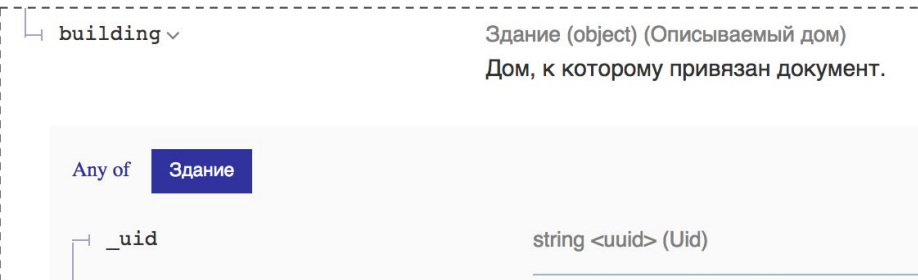 building Здание (object) (Описываемый дом)
Дом, к которому привязан документ.
Any of Здание
_uid string <uuid> (Uid)